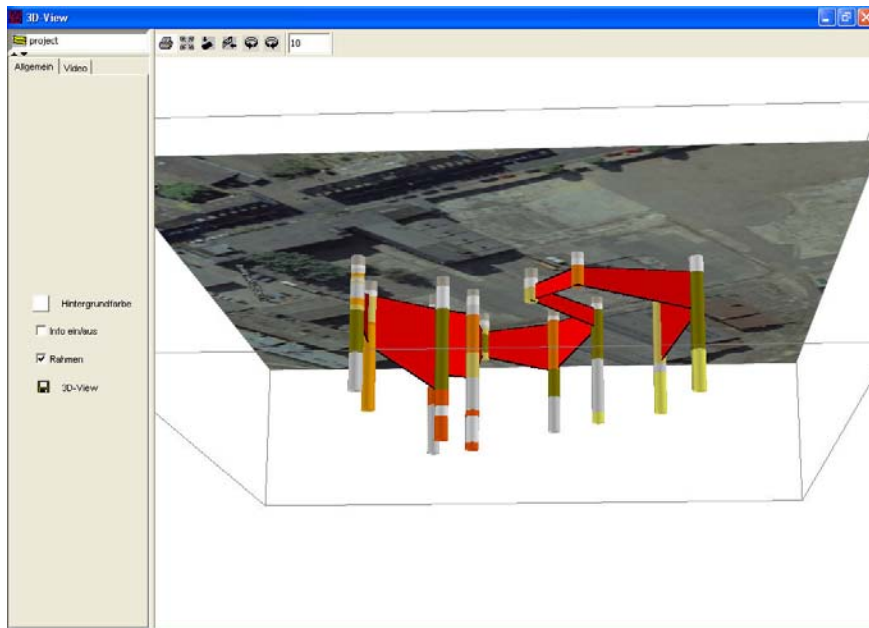 3D-View
project
10
Allgemein
Video
Hintergrundfarbe
Info ein/aus
Rahmen
3D-View